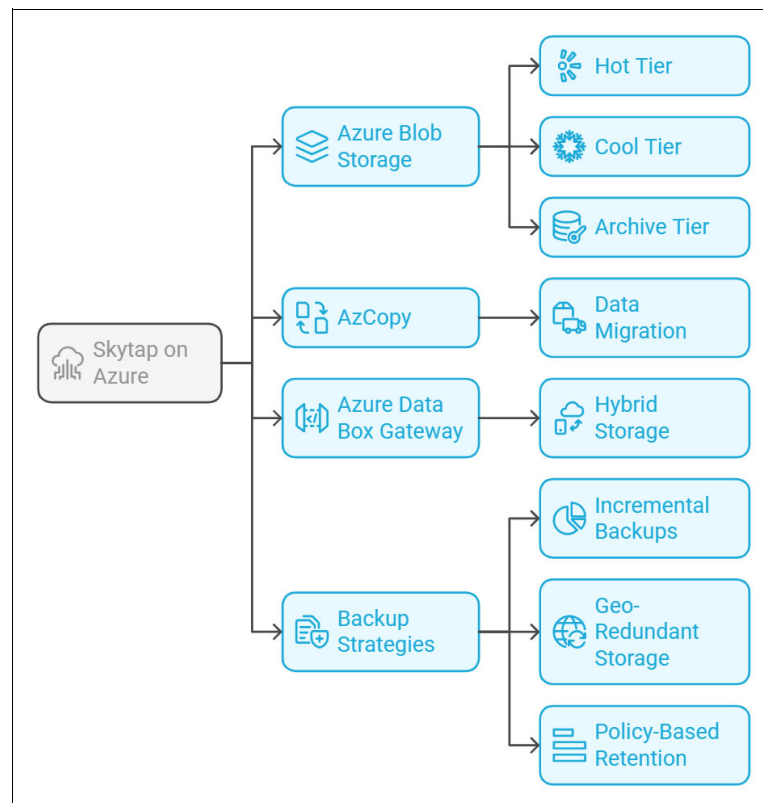 Skytap on
Azure
Azure Blob
Storage
Hot Tier
Cool Tier
Archive Tier
AzCopy
Data
Migration
Azure Data
Box Gateway
Hybrid
Storage
Backup
Strategies
Incremental
Backups
Geo-
Redundant
Storage
Policy-Based
Retention